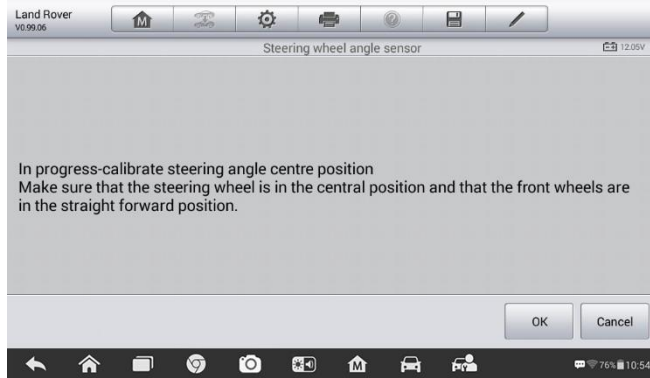 Land Rover
V0.99.06
M
Steering wheel angle sensor
12.05V
In progress-calibrate steering angle centre position
Make sure that the steering wheel is in the central position and that the front wheels are
in the straight forward position.
OK
Cancel
M
76%
10:54